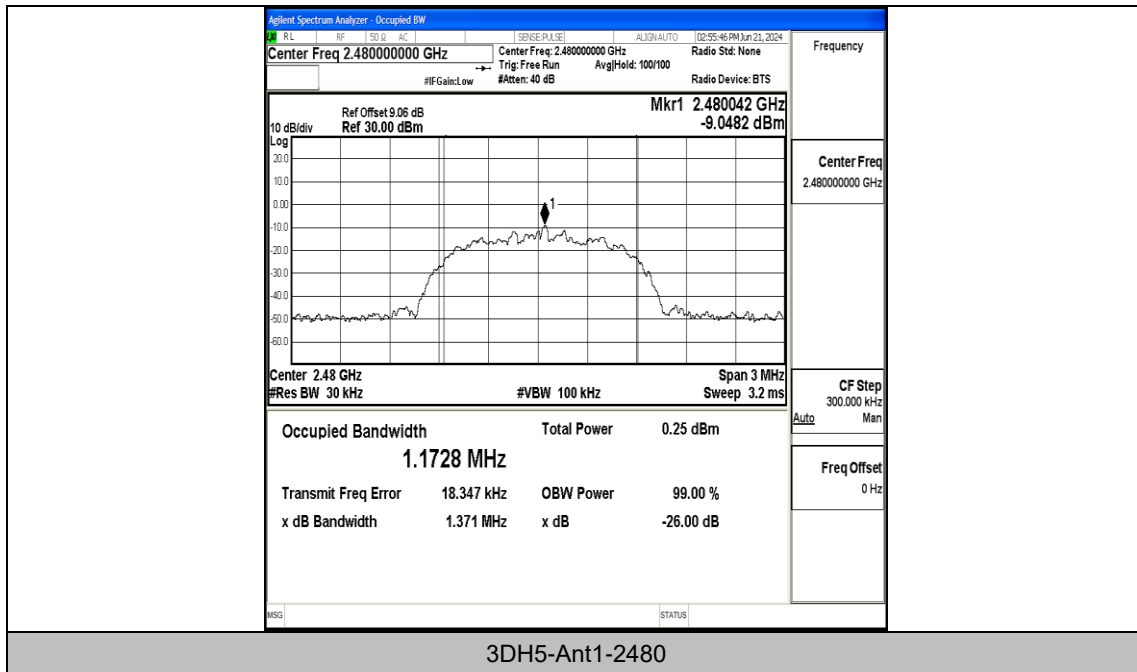 Agilent Spectrum Analyzer - Occupied BW
RL RF 50 Ω AC SENSE:PULSE ALIGN AUTO 02:55:46 PM Jun 21, 2024
Center Freq 2.480000000 GHz
Center Freq: 2.480000000 GHz
Radio Std: None
Trig: Free Run Avg|Hold: 100/100
#IFGain:Low #Atten: 40 dB Radio Device: BTS
Ref Offset 9.06 dB
Mkr1 2.480042 GHz
10 dB/div Ref 30.00 dBm -9.0482 dBm
Log
20.0
10.0
0.00
-10.0
-20.0
-30.0
-40.0
-50.0
-60.0
1
Center 2.48 GHz Span 3 MHz
#Res BW 30 kHz #VBW 100 kHz Sweep 3.2 ms
Occupied Bandwidth Total Power 0.25 dBm
1.1728 MHz
Transmit Freq Error 18.347 kHz OBW Power 99.00 %
x dB Bandwidth 1.371 MHz x dB -26.00 dB
MSG STATUS
Frequency
Center Freq
2.480000000 GHz
CF Step
300.000 kHz
Auto Man
Freq Offset
0 Hz
3DH5-Ant1-2480